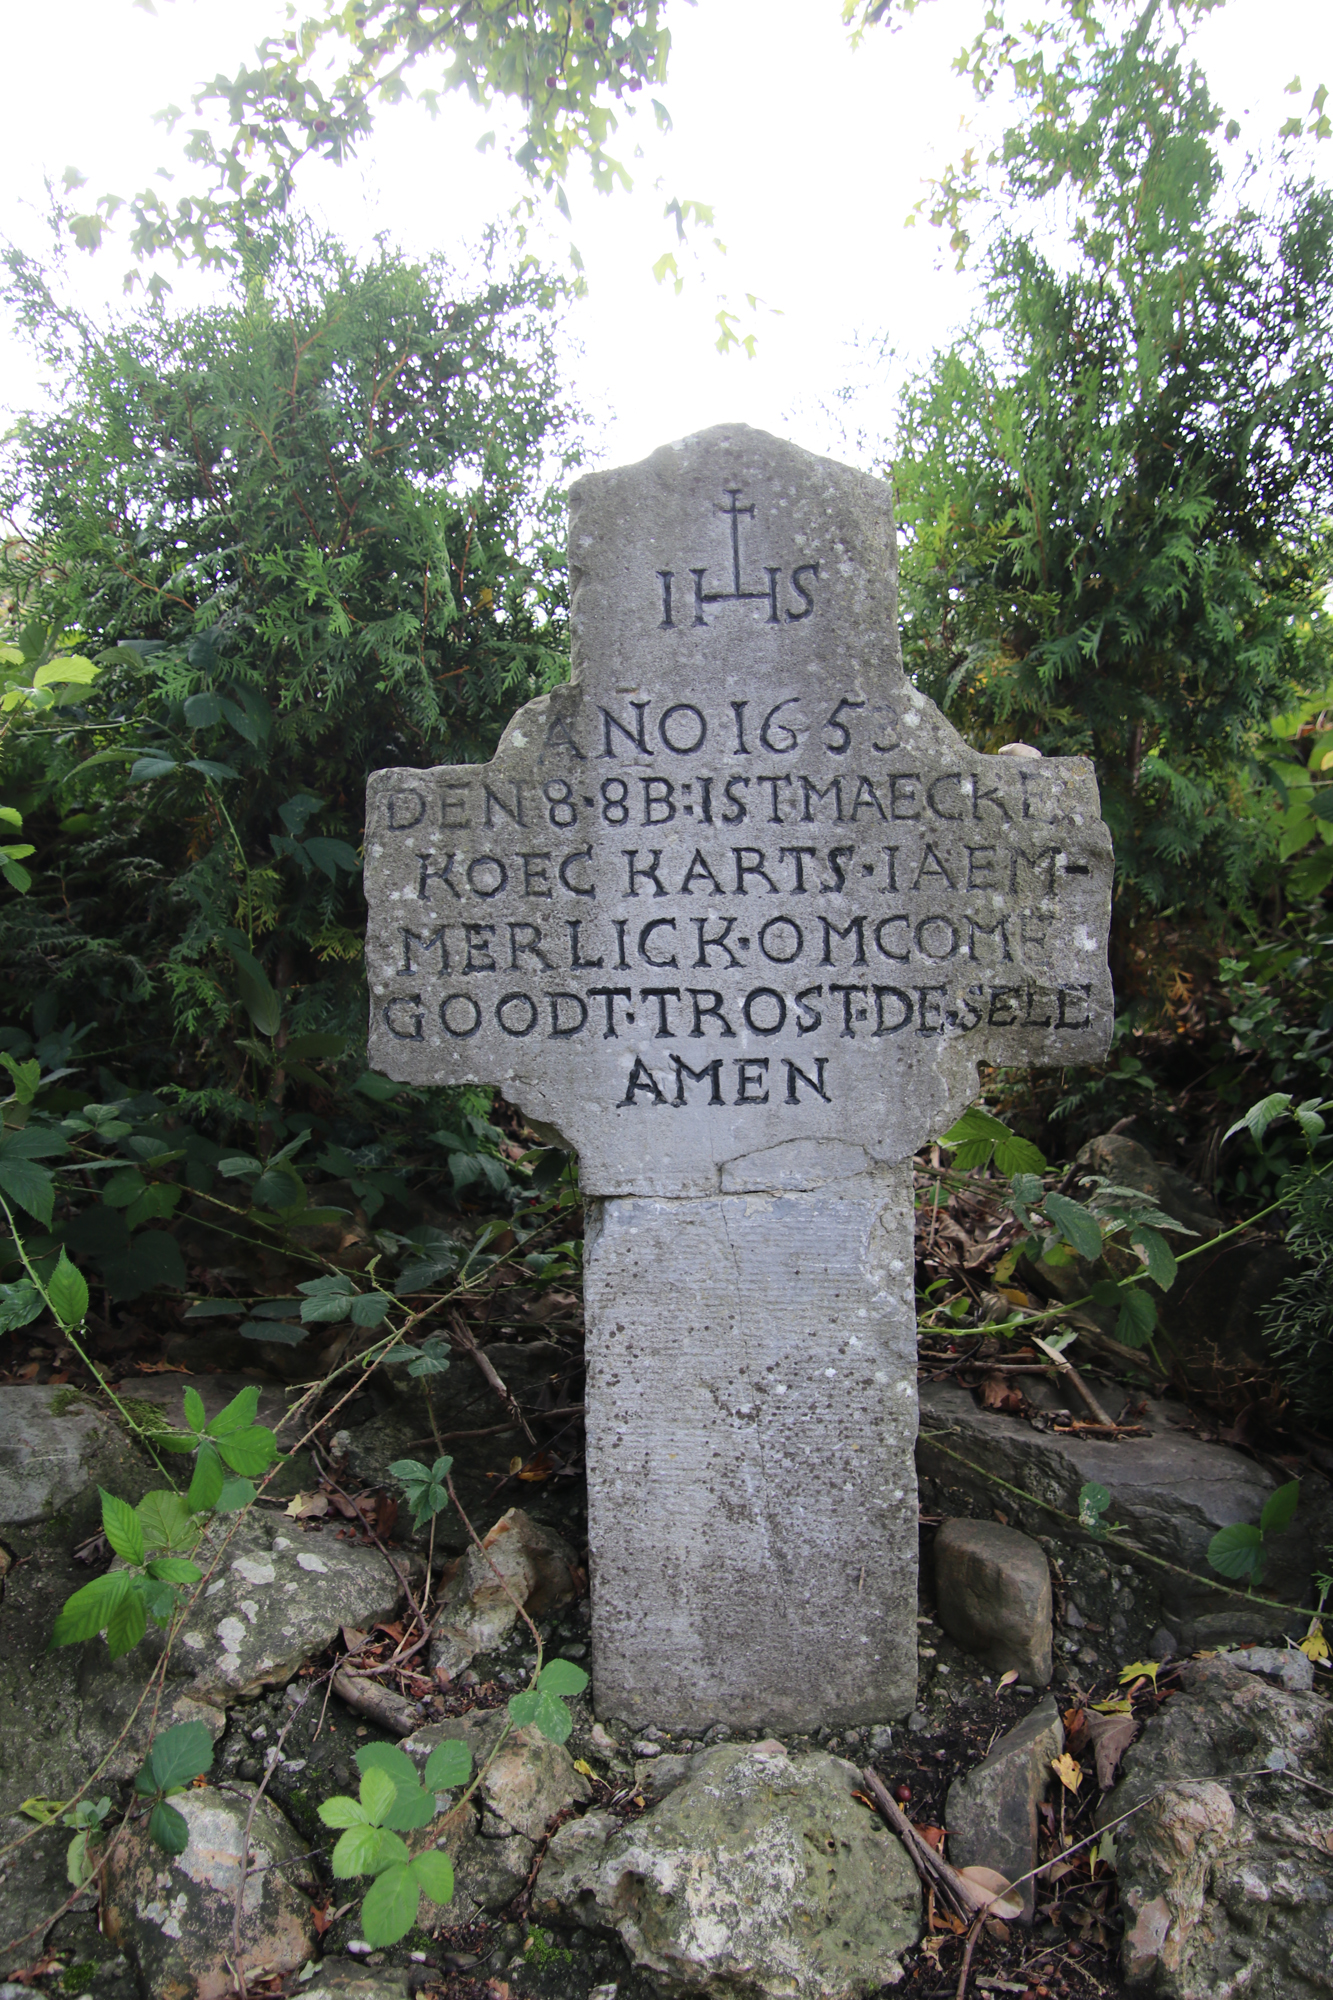 IHS
ANO 1653
DEN 8·8B:IST·MAECKE
KOEC KARTS·IAEM-
MERLICK·OMCOME
GOODT·TROST·DE·SELE
AMEN